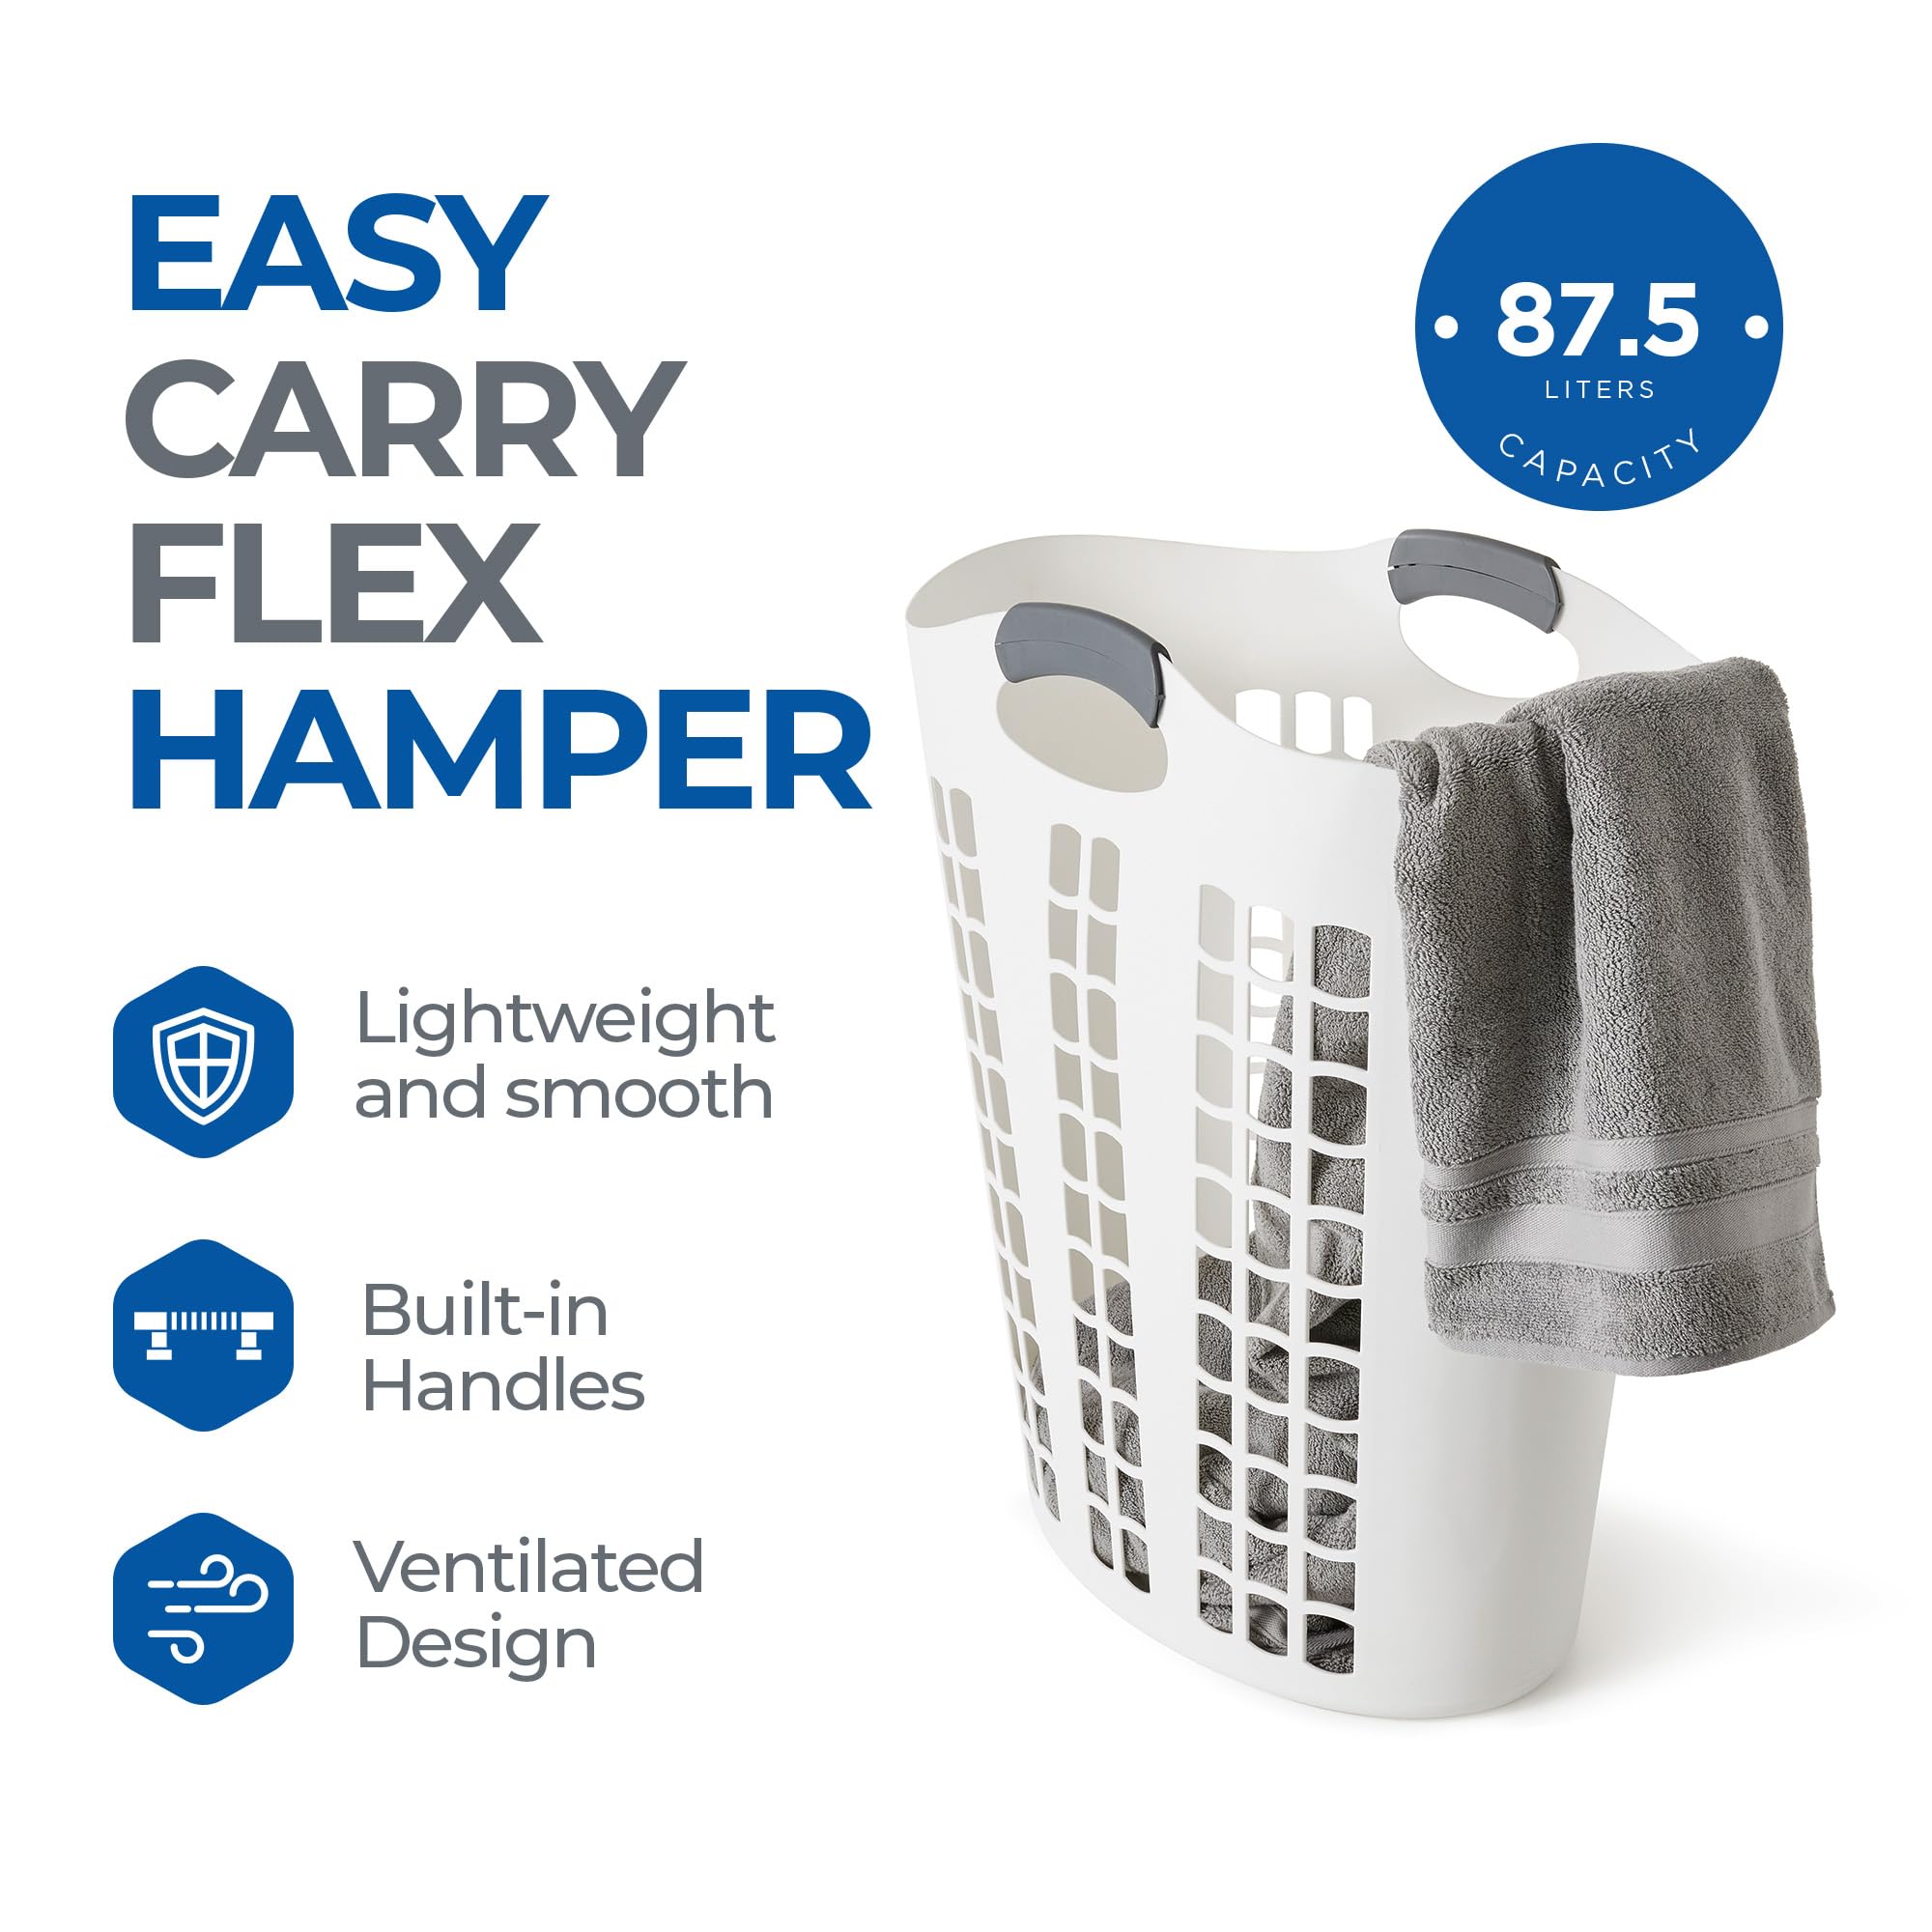 EASY
CARRY
FLEX
HAMPER
87.5
LITERS
CAPACITY
Lightweight
and smooth
Built-in
Handles
Ventilated
Design